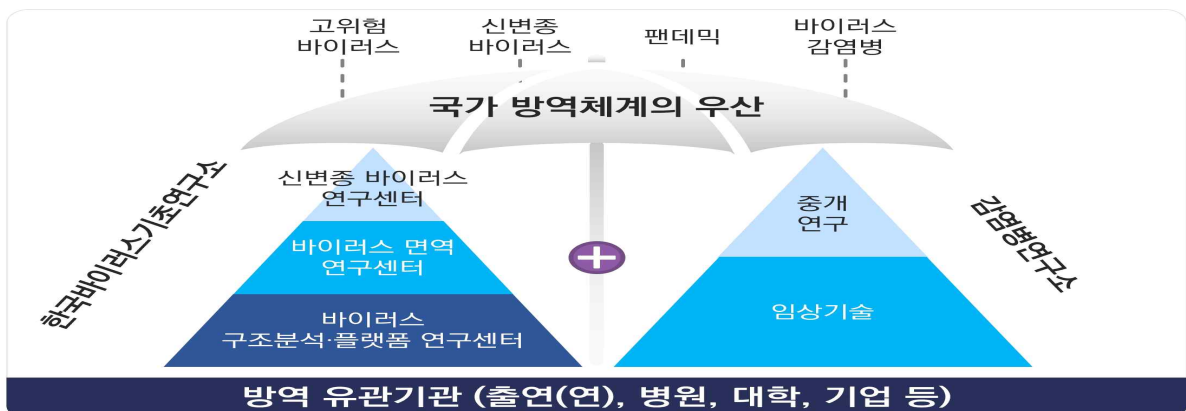 고위험
바이러스
신변종
바이러스
팬데믹
바이러스
감염병
국가 방역체계의 우산
한국바이러스기초연구소
신변종 바이러스
연구센터
바이러스 면역
연구센터
바이러스
구조분석·플랫폼 연구센터
중개
연구
임상기술
감염병연구소
방역 유관기관 (출연(연), 병원, 대학, 기업 등)